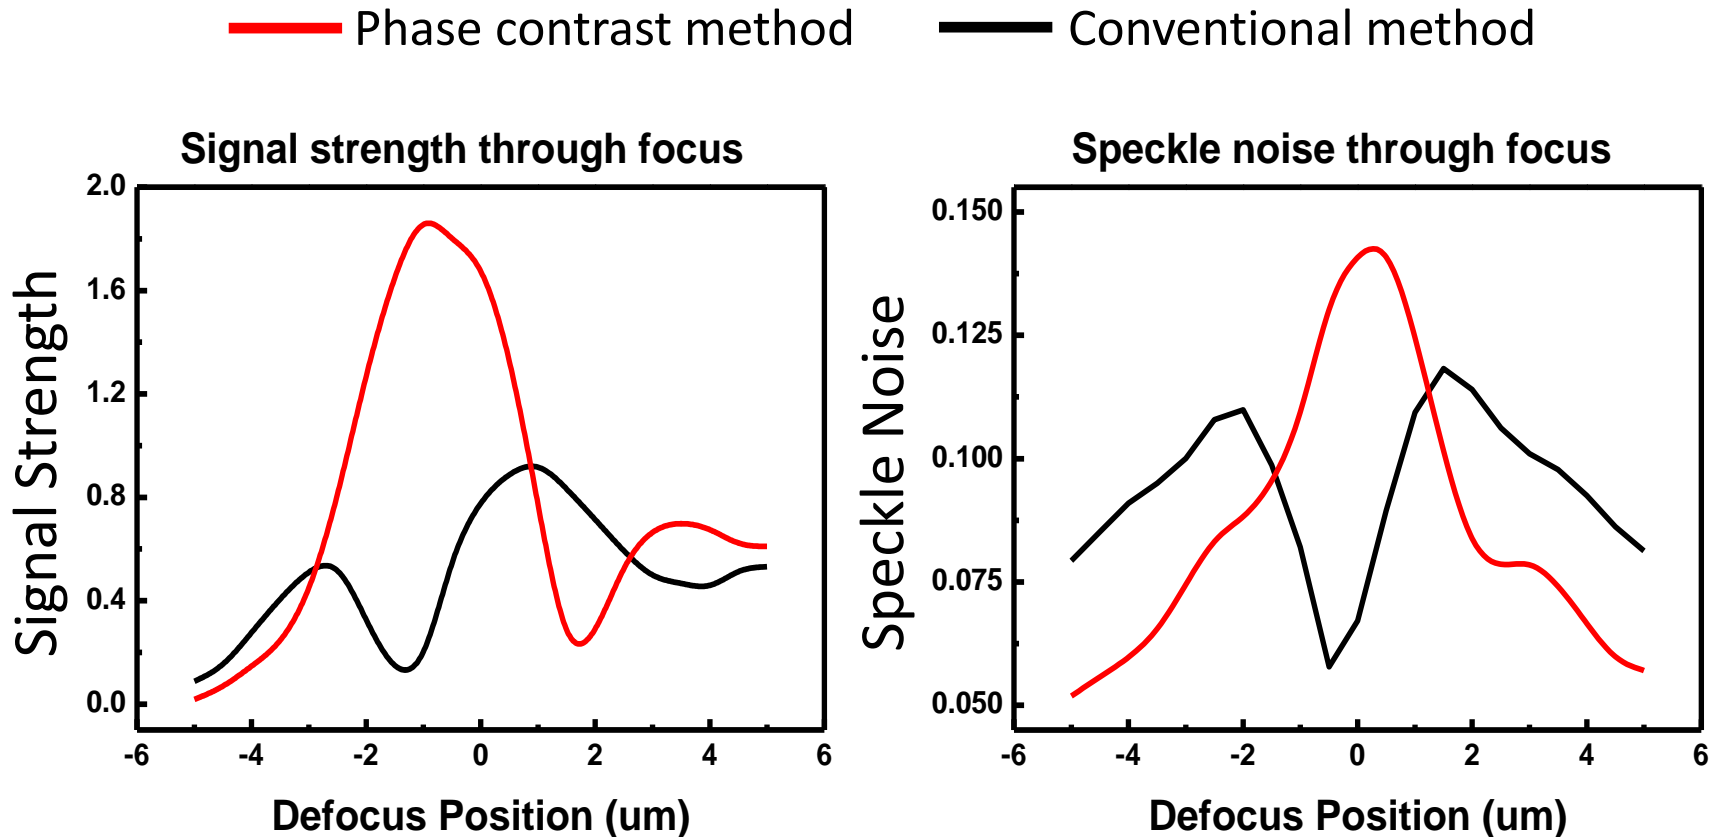 Phase contrast method
Conventional method
Signal strength through focus
2.0
1.6
1.2
0.8
0.4
0.0
-6 -4 -2 0 2 4 6
Signal Strength
Defocus Position (um)
Speckle noise through focus
0.150
0.125
0.100
0.075
0.050
-6 -4 -2 0 2 4 6
Speckle Noise
Defocus Position (um)